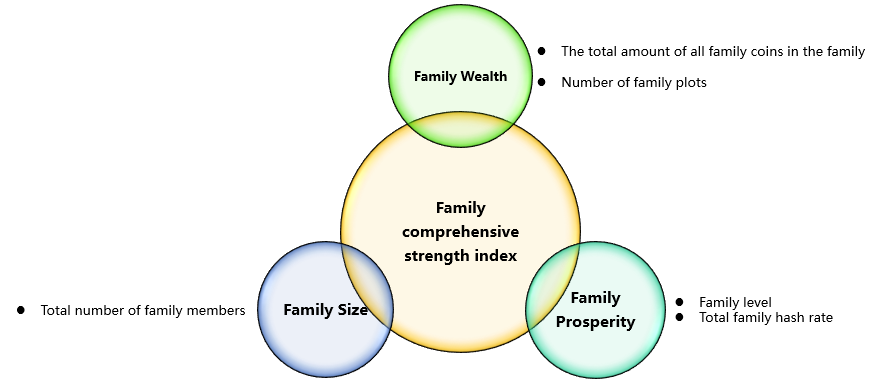 Family Wealth
● The total amount of all family coins in the family
● Number of family plots
Family
comprehensive
strength index
● Total number of family members
Family Size
Family
Prosperity
● Family level
● Total family hash rate